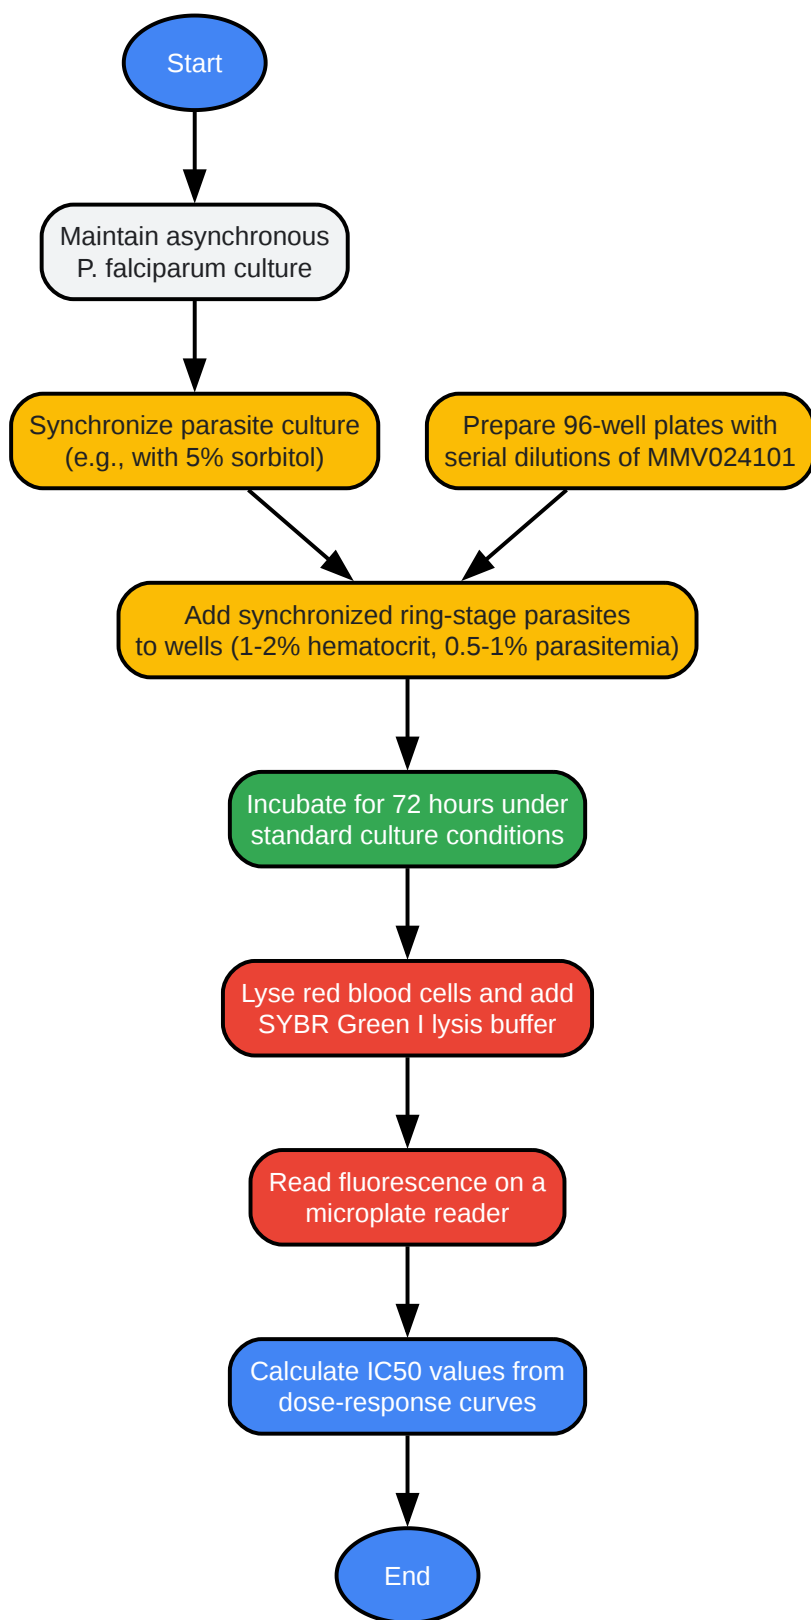 Start
Maintain asynchronous
P. falciparum culture
Synchronize parasite culture
(e.g., with 5% sorbitol)
Prepare 96-well plates with
serial dilutions of MMV024101
Add synchronized ring-stage parasites
to wells (1-2% hematocrit, 0.5-1% parasitemia)
Incubate for 72 hours under
standard culture conditions
Lyse red blood cells and add
SYBR Green I lysis buffer
Read fluorescence on a
microplate reader
Calculate IC50 values from
dose-response curves
End